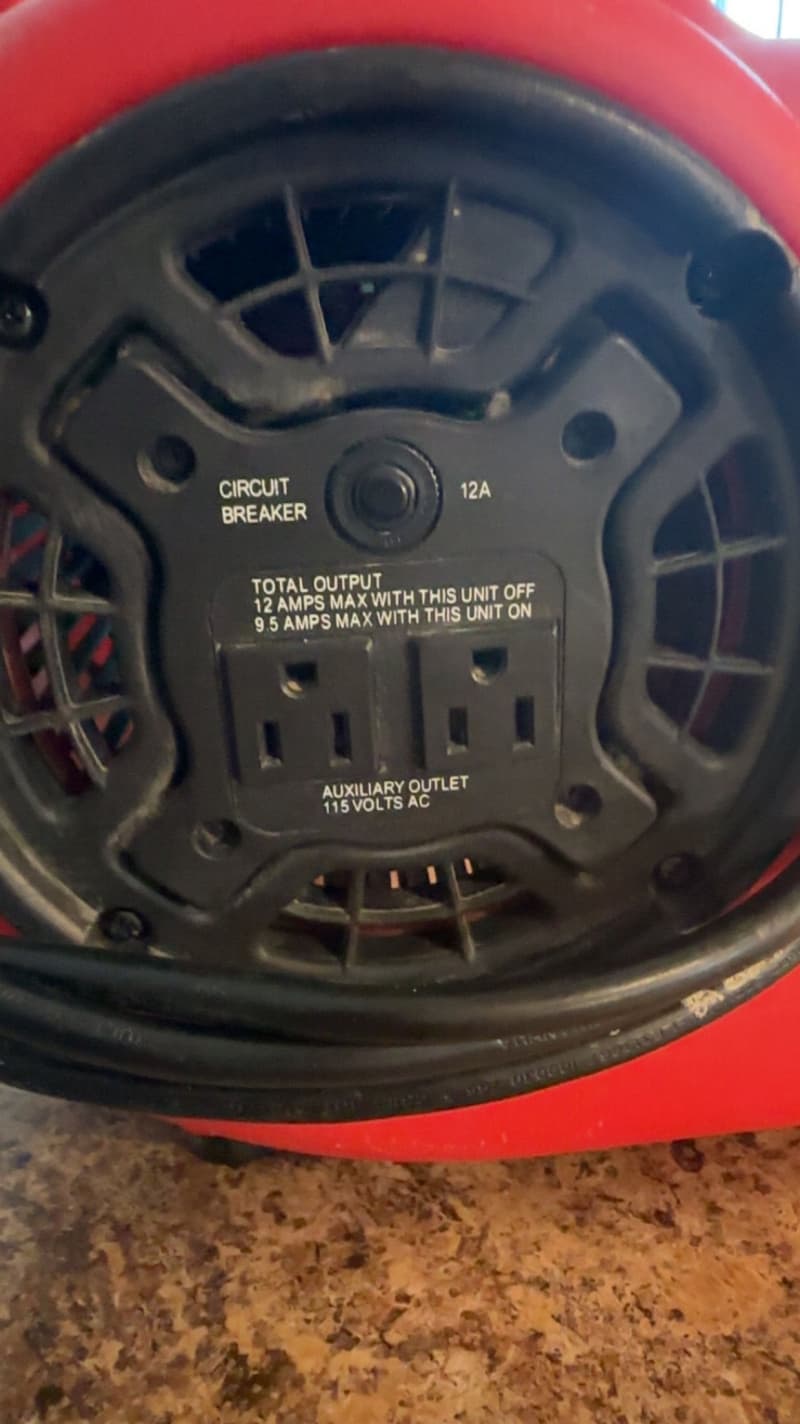 CIRCUIT
BREAKER
12A
TOTAL OUTPUT
12 AMPS MAX WITH THIS UNIT OFF
9.5 AMPS MAX WITH THIS UNIT ON
AUXILIARY OUTLET
115 VOLTS AC